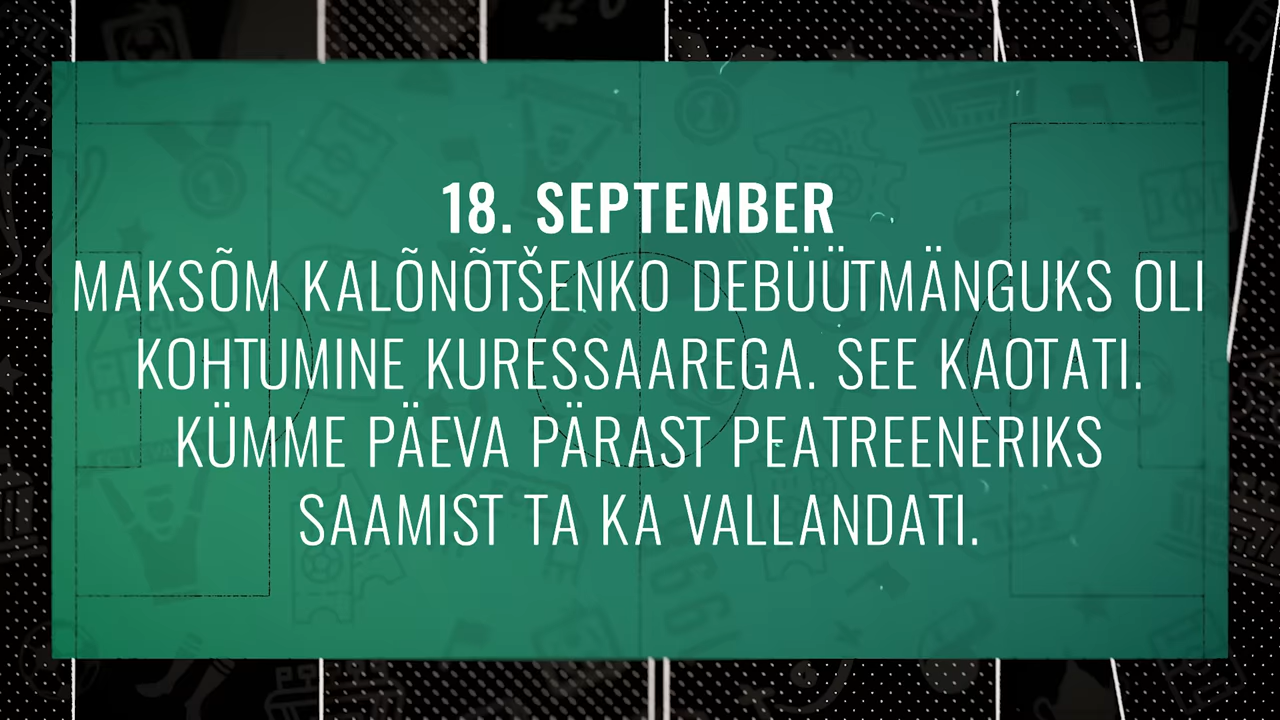 18. SEPTEMBER
MAKSÕM KALÕNÕTŠENKO DEBÜÜTMÄNGUKS OLI
KOHTUMINE KURESSAAREGA. SEE KAOTATI.
KÜMME PÄEVA PÄRAST PEATREENERIKS
SAAMIST TA KA VALLANDATI.